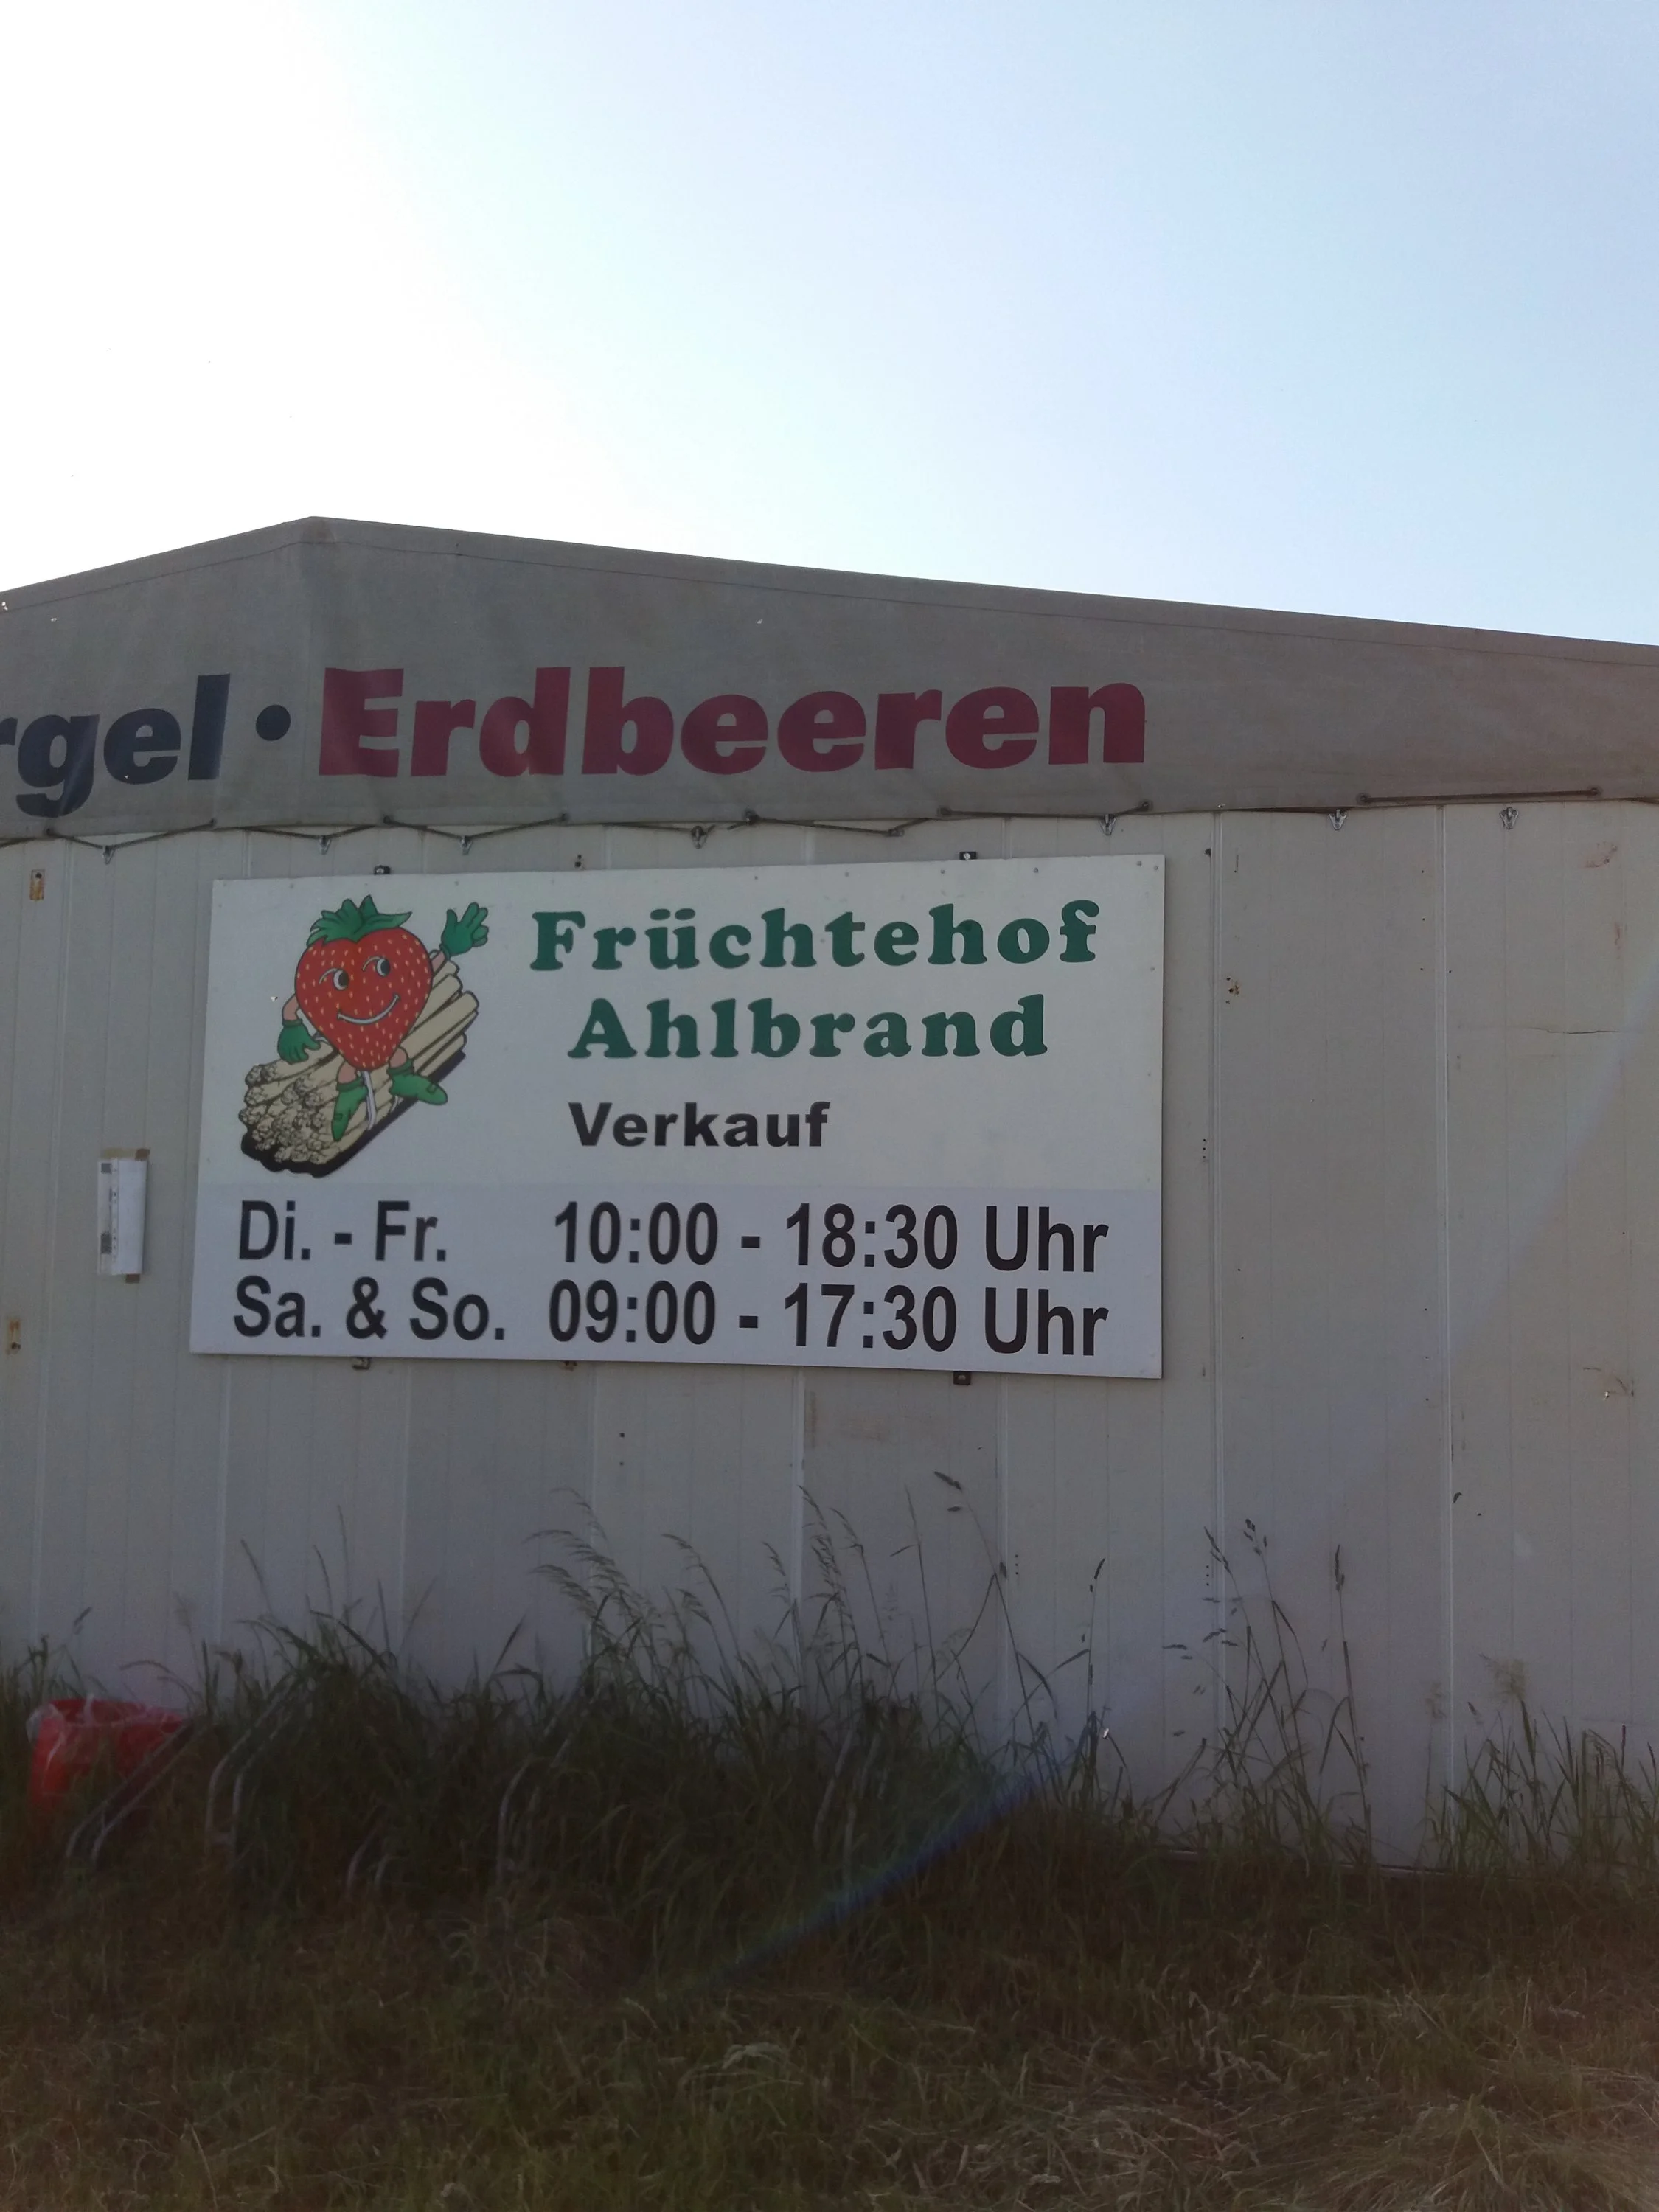 rgel • Erdbeeren
Früchtehof
Ahlbrand
Verkauf
Di. - Fr. 10:00 - 18:30 Uhr
Sa. & So. 09:00 - 17:30 Uhr